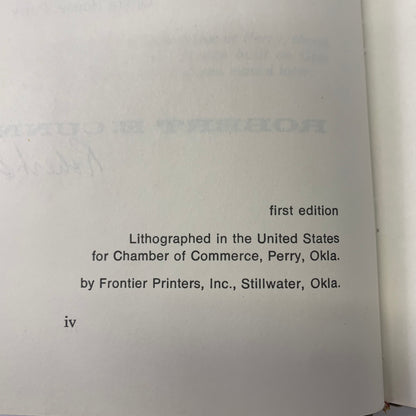 first edition
Lithographed in the United States
for Chamber of Commerce, Perry, Okla.
by Frontier Printers, Inc., Stillwater, Okla.
iv